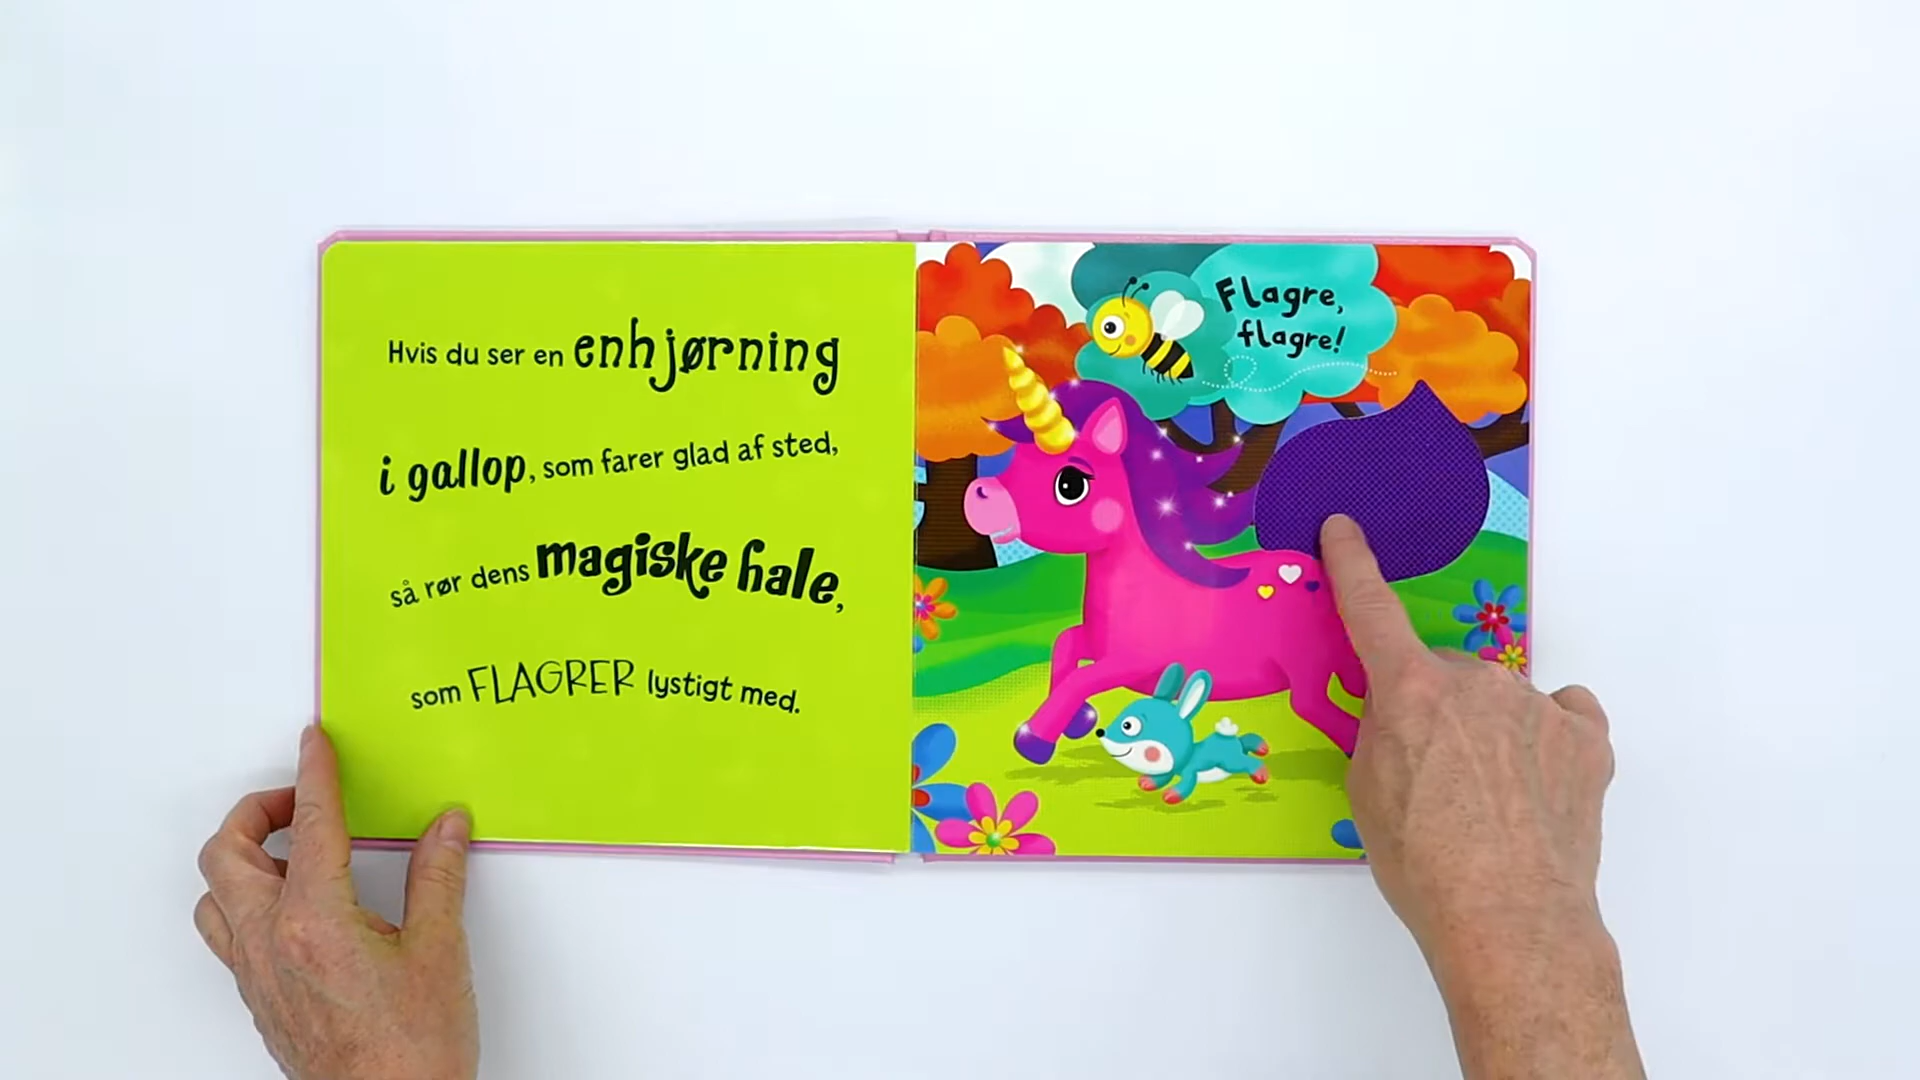 Hvis du ser en enhjørning
i gallop, som farer glad af sted,
så rør dens magiske hale,
som FLAGRER lystigt med.
Flagre,
flagre!